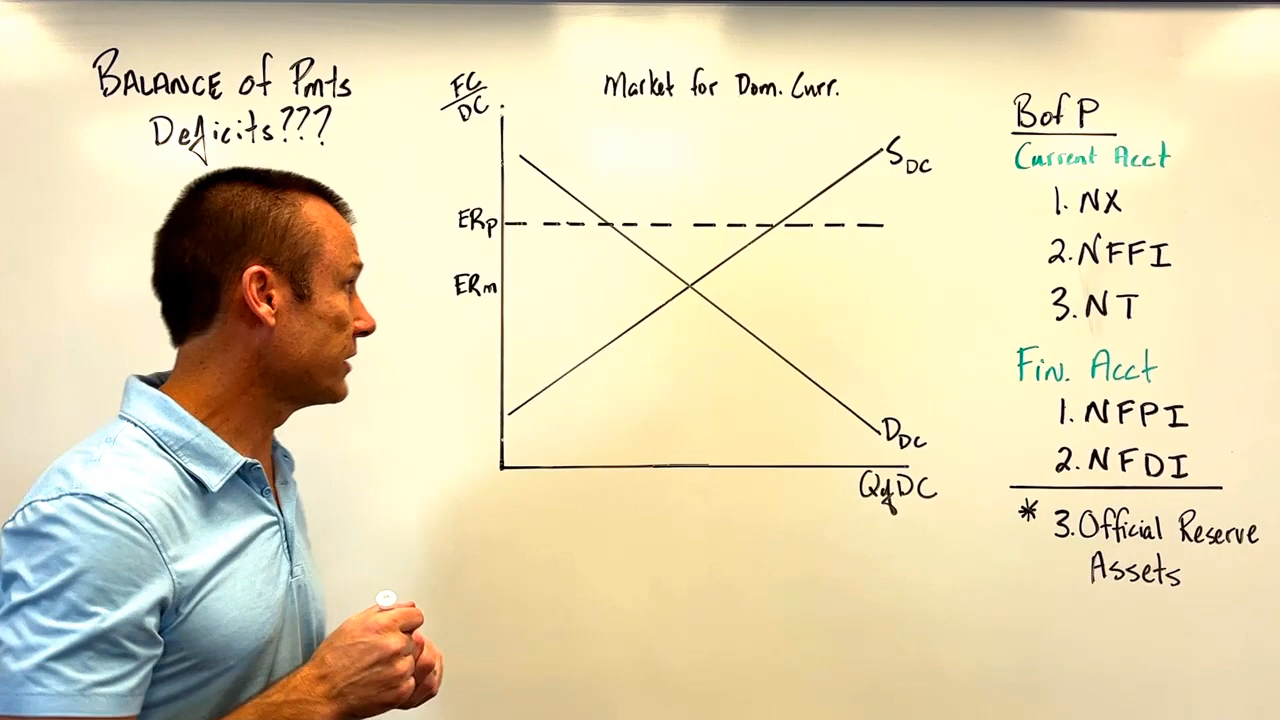 BALANCE of Pmts
Deficits???
FC
DC
Market for Dom. Curr.
ERp
ERm
SDC
DDC
Q of DC
B of P
Current Acct
1. NX
2. NFFI
3. NT
Fin. Acct
1. NFPI
2. NFDI
* 3. Official Reserve
Assets